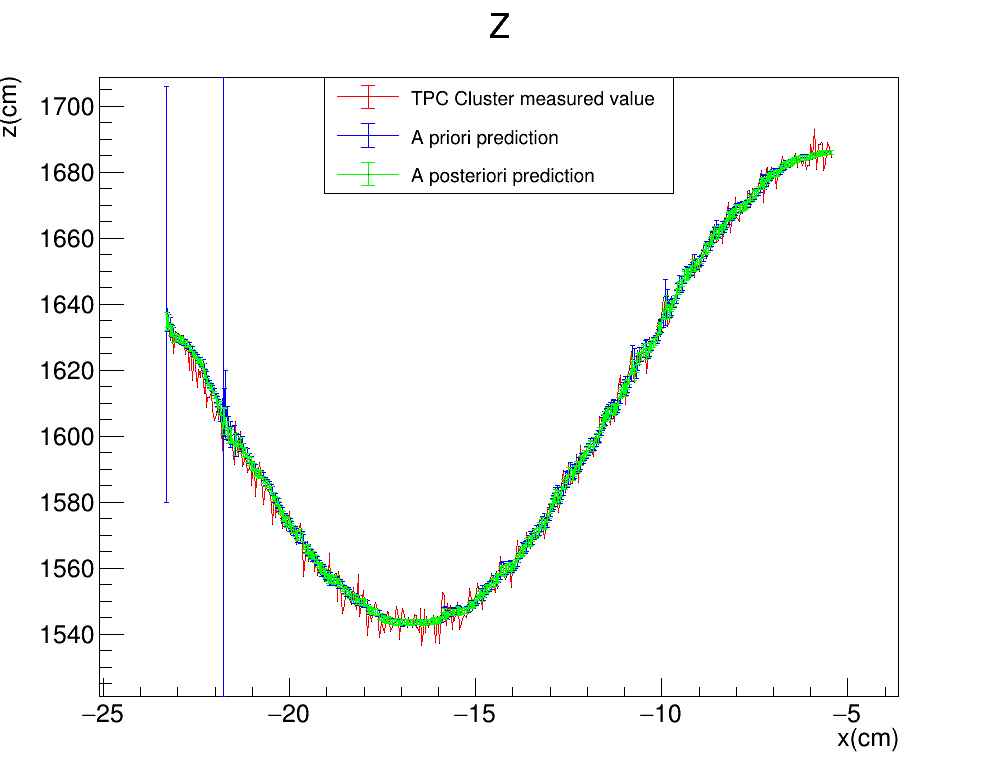 Z
z(cm)
TPC Cluster measured value
A priori prediction
A posteriori prediction
1700
1680
1660
1640
1620
1600
1580
1560
1540
−25 −20 −15 −10 −5
x(cm)